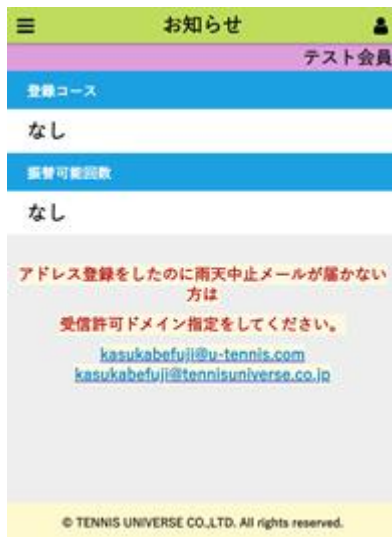 お知らせ
テスト会員
登録コース
なし
振替可能回数
なし
アドレス登録をしたのに雨天中止メールが届かない
方は
受信許可ドメイン指定をしてください。
kasukabefuji@u-tennis.com
kasukabefuji@tennisuniverse.co.jp
© TENNIS UNIVERSE CO.,LTD. All rights reserved.